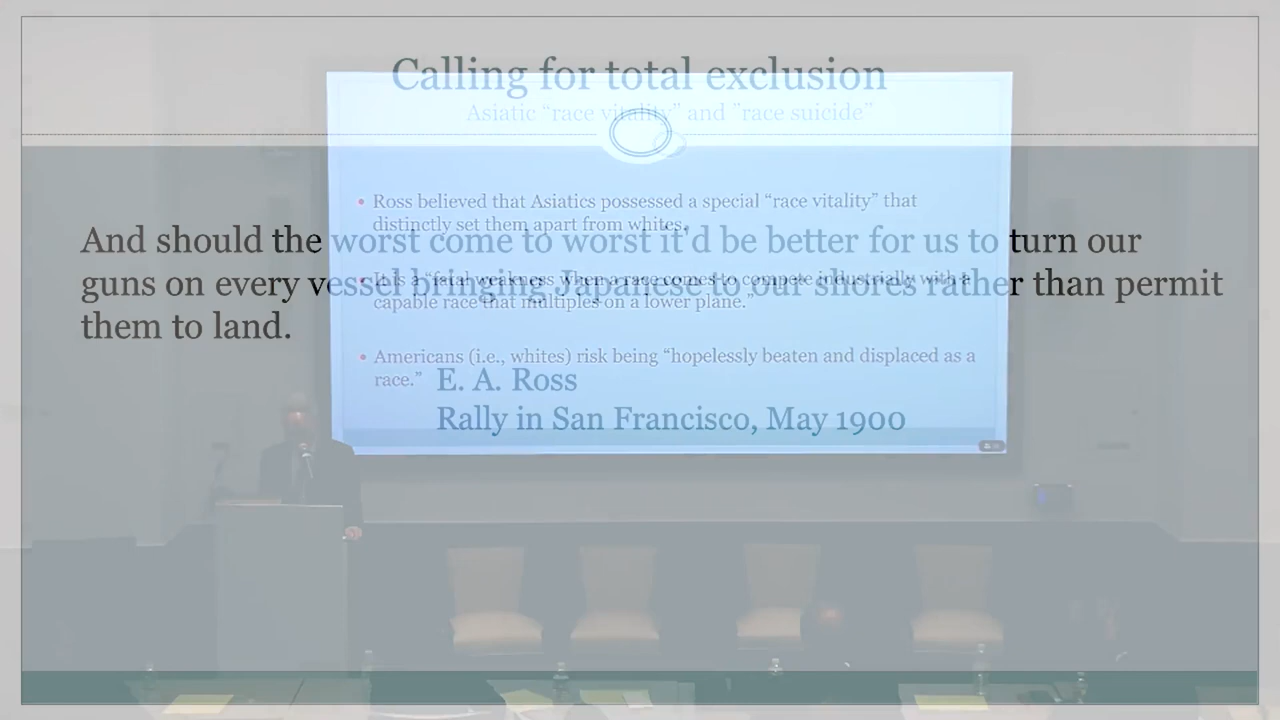 Calling for total exclusion
Asiatic “race vitality” and ”race suicide”
Ross believed that Asiatics possessed a special “race vitality” that
distinctly set them apart from whites.
It is a “fatal weakness when a race comes to compete industrially with a
capable race that multiples on a lower plane.”
Americans (i.e., whites) risk being “hopelessly beaten and displaced as a
race.”
And should the worst come to worst it'd be better for us to turn our
guns on every vessel bringing Japanese to our shores rather than permit
them to land.
E. A. Ross
Rally in San Francisco, May 1900